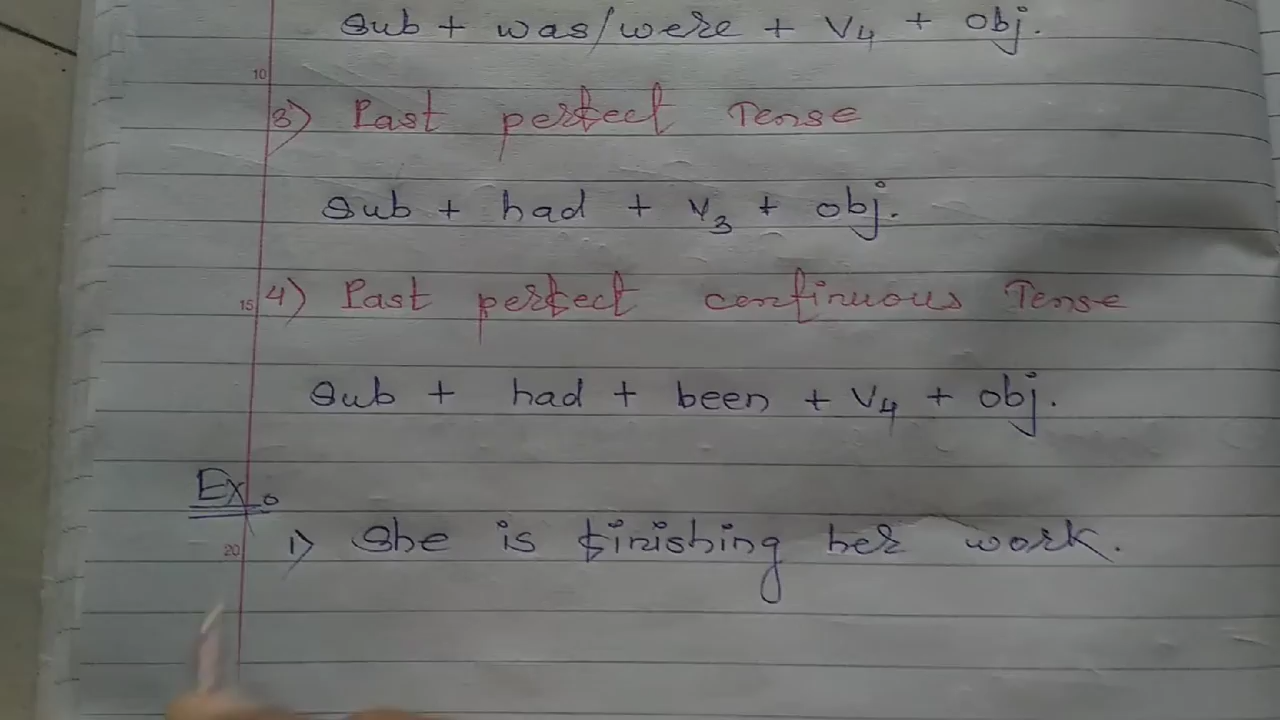 Sub + was/were + V4 + obj.
10
3) Past perfect Tense
Sub + had + V3 + obj.
15 4) Past perfect continuous Tense
Sub + had + been + V4 + obj.
Ex.
20 1) She is finishing her work.